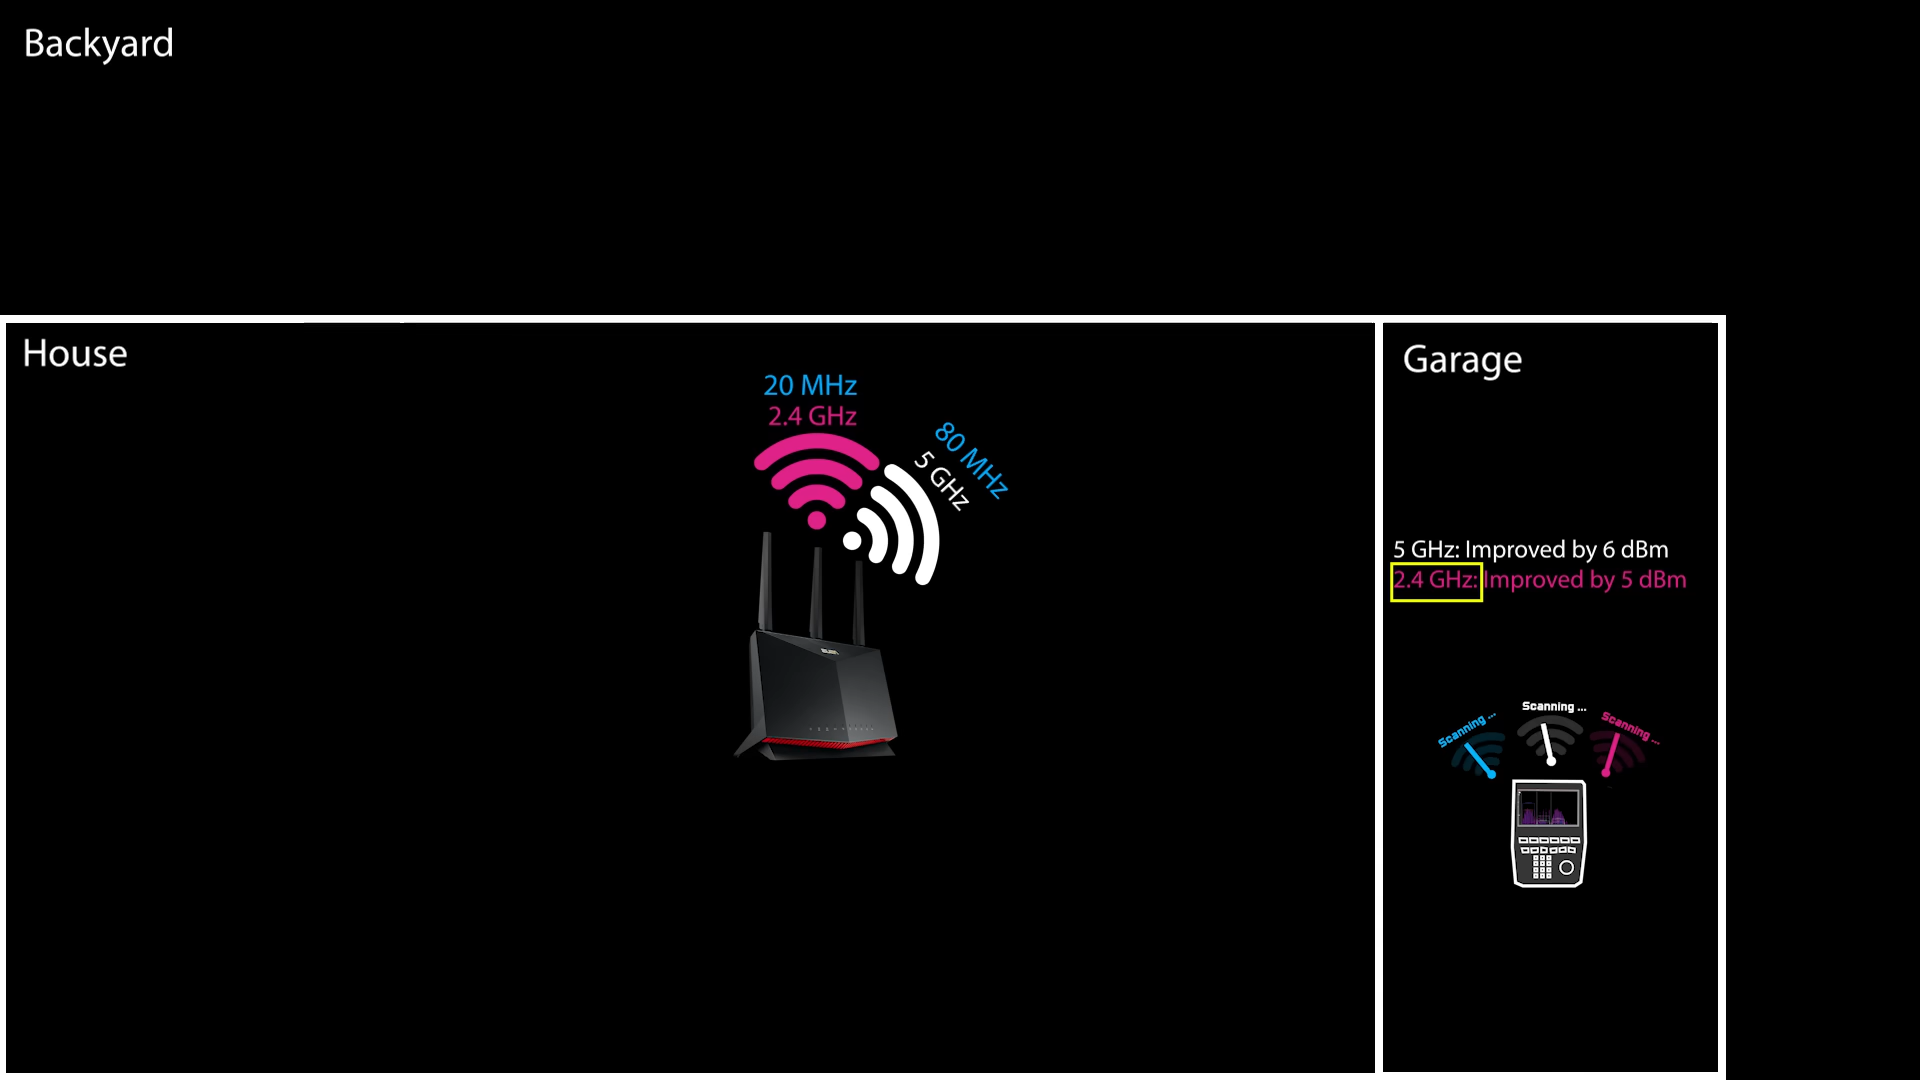 Backyard
House
Garage
20 MHz
2.4 GHz
80 MHz
5 GHz
5 GHz: Improved by 6 dBm
2.4 GHz: Improved by 5 dBm
Scanning ...
Scanning ...
Scanning ...